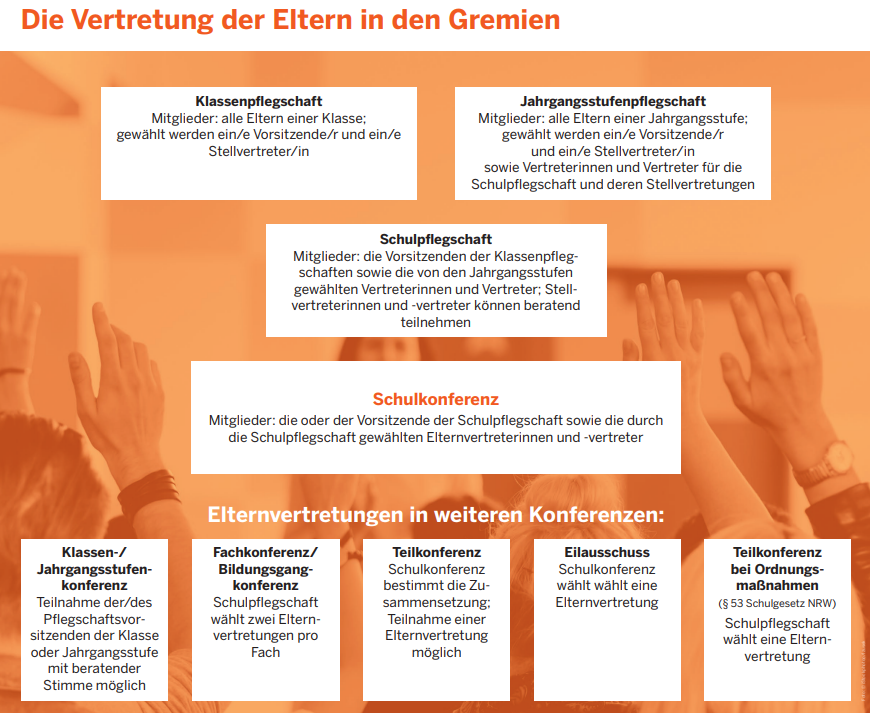 Die Vertretung der Eltern in den Gremien
Klassenpflegschaft
Mitglieder: alle Eltern einer Klasse;
gewählt werden ein/e Vorsitzende/r und ein/e
Stellvertreter/in
Jahrgangsstufenpflegschaft
Mitglieder: alle Eltern einer Jahrgangsstufe;
gewählt werden ein/e Vorsitzende/r
und ein/e Stellvertreter/in
sowie Vertreterinnen und Vertreter für die
Schulpflegschaft und deren Stellvertretungen
Schulpflegschaft
Mitglieder: die Vorsitzenden der Klassenpfleg-
schaften sowie die von den Jahrgangsstufen
gewählten Vertreterinnen und Vertreter; Stell-
vertreterinnen und -vertreter können beratend
teilnehmen
Schulkonferenz
Mitglieder: die oder der Vorsitzende der Schulpflegschaft sowie die durch
die Schulpflegschaft gewählten Elternvertreterinnen und -vertreter
Elternvertretungen in weiteren Konferenzen:
Klassen-/
Jahrgangsstufen-
konferenz
Teilnahme der/des
Pflegschaftsvor-
sitzenden der Klasse
oder Jahrgangsstufe
mit beratender
Stimme möglich
Fachkonferenz/
Bildungsgang-
konferenz
Schulpflegschaft
wählt zwei Eltern-
vertretungen pro
Fach
Teilkonferenz
Schulkonferenz
bestimmt die Zu-
sammensetzung;
Teilnahme einer
Elternvertretung
möglich
Eilausschuss
Schulkonferenz
wählt wählt eine
Elternvertretung
Teilkonferenz
bei Ordnungs-
maßnahmen
(§ 53 Schulgesetz NRW)
Schulpflegschaft
wählt eine Eltern-
vertretung